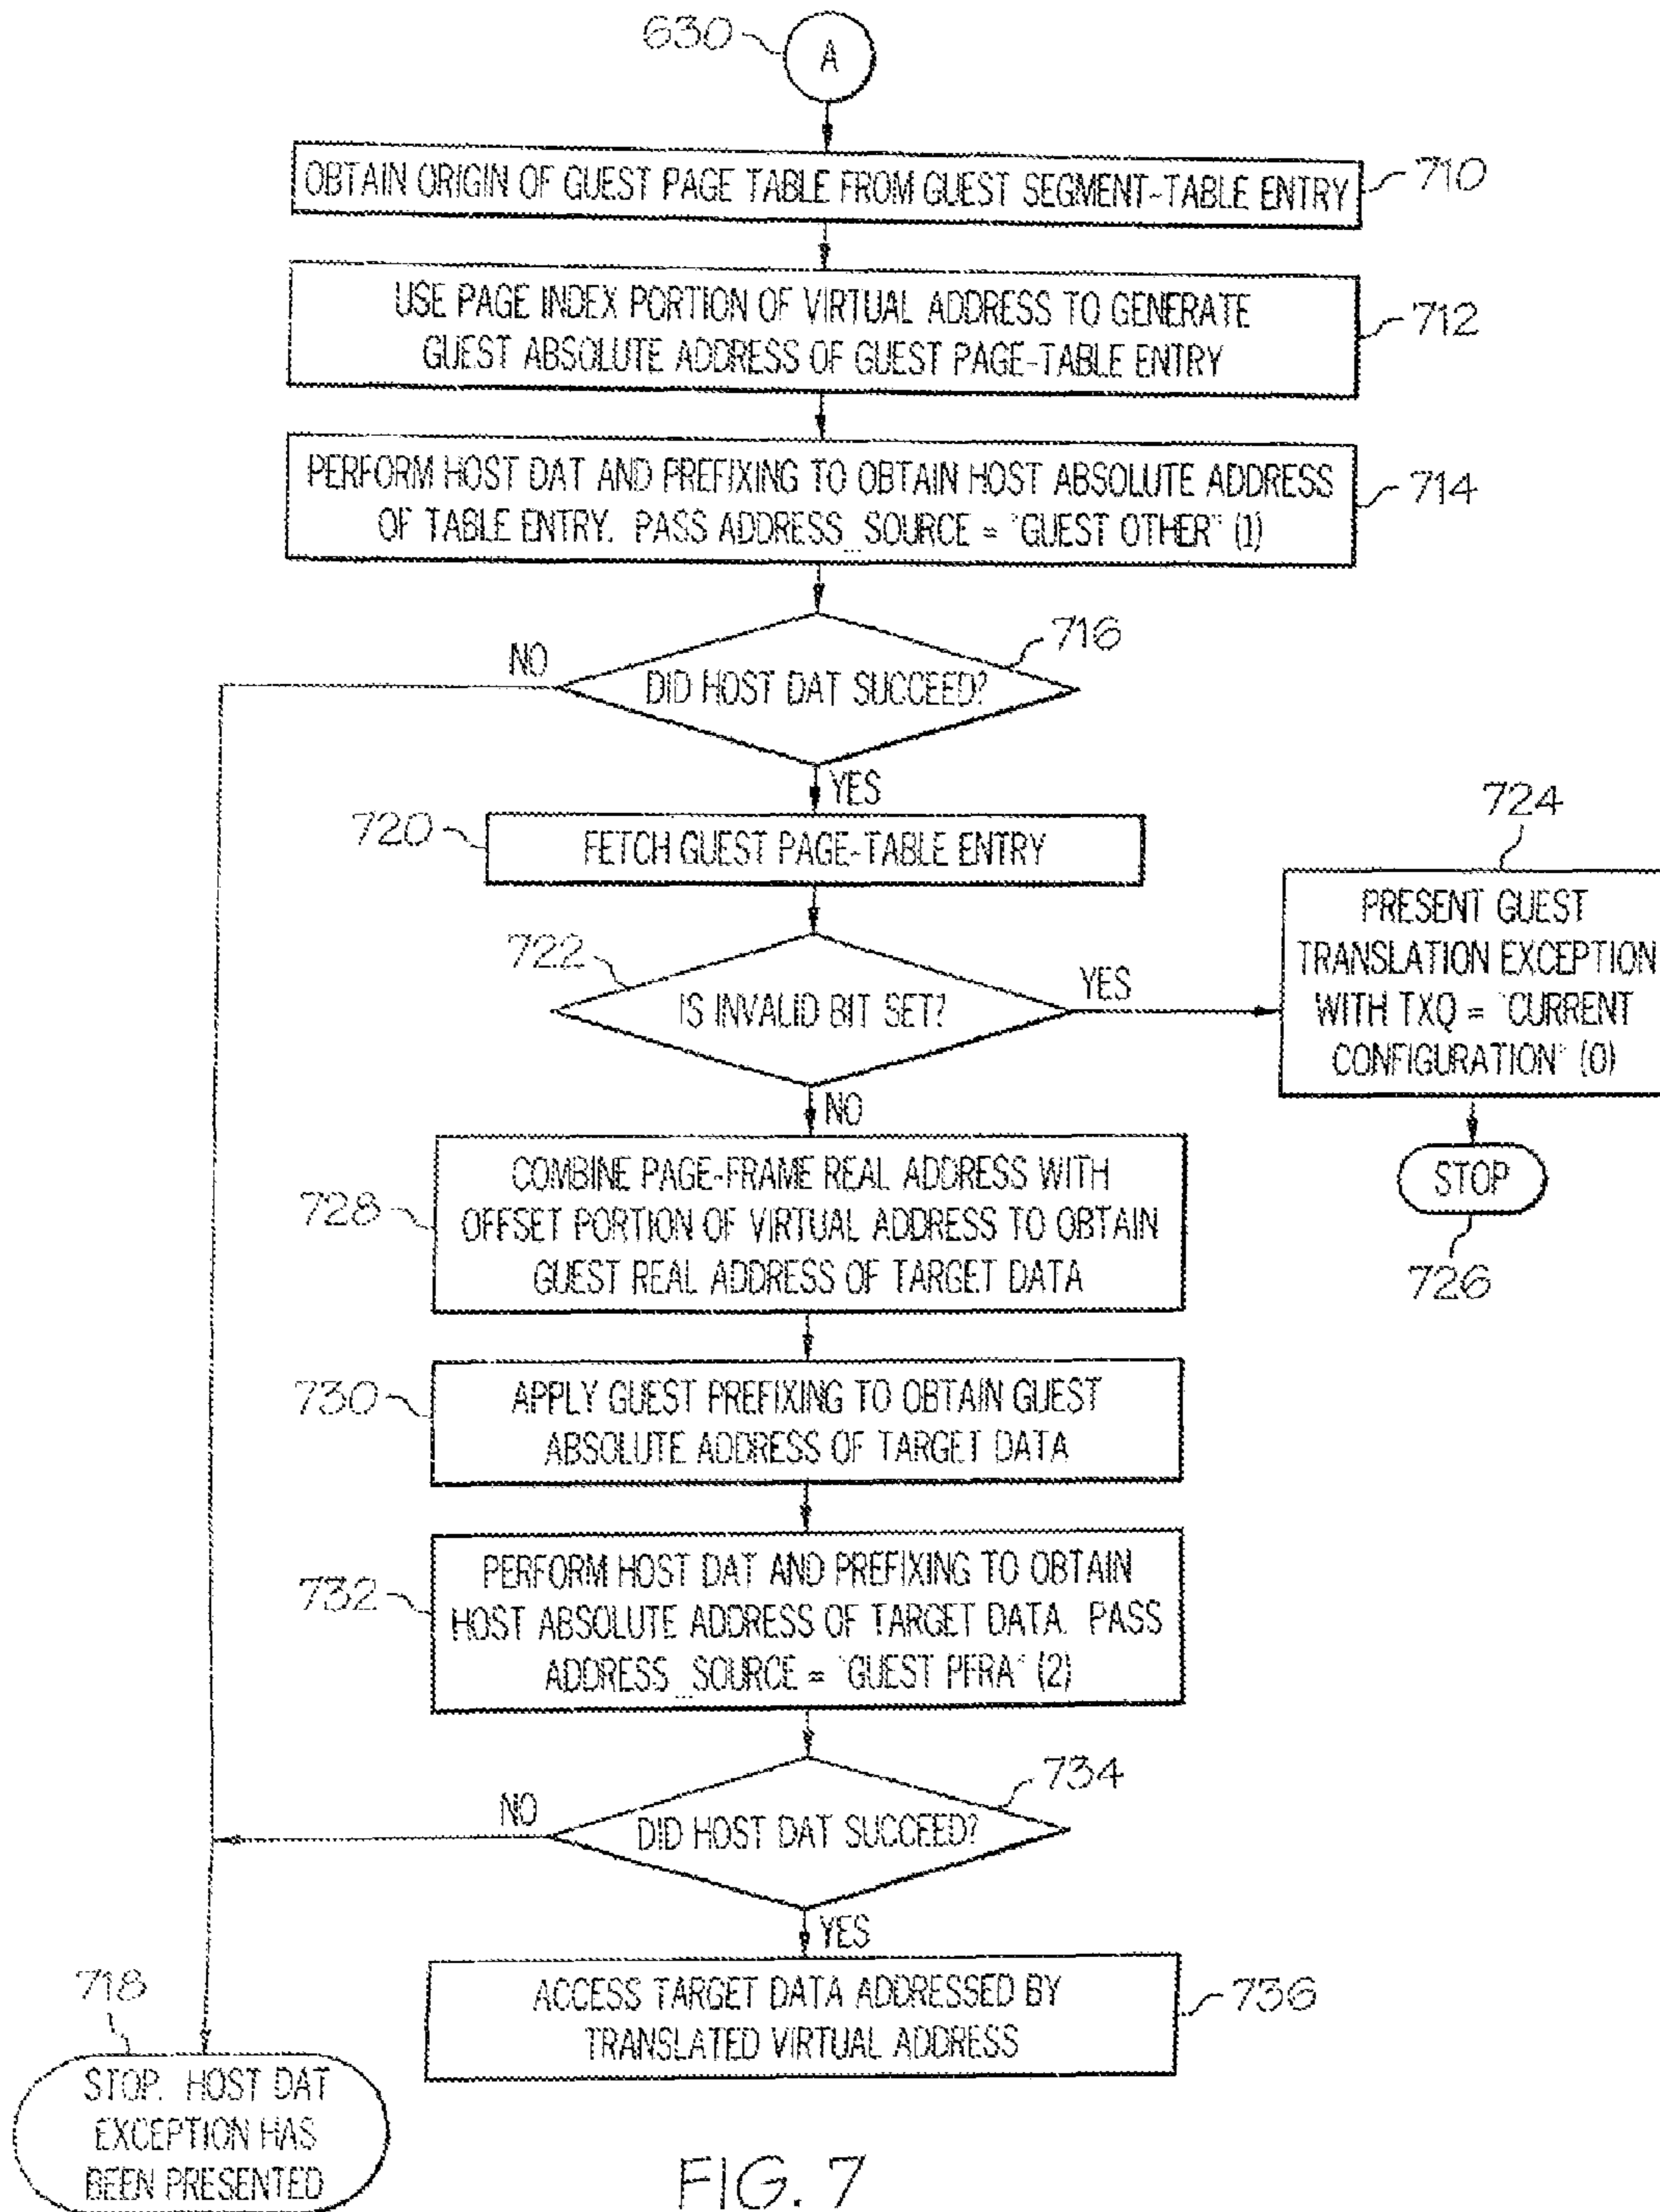 630
A
OBTAIN ORIGIN OF GUEST PAGE TABLE FROM GUEST SEGMENT-TABLE ENTRY
710
USE PAGE INDEX PORTION OF VIRTUAL ADDRESS TO GENERATE
GUEST ABSOLUTE ADDRESS OF GUEST PAGE-TABLE ENTRY
712
PERFORM HOST DAT AND PREFIXING TO OBTAIN HOST ABSOLUTE ADDRESS
OF TABLE ENTRY. PASS ADDRESS_SOURCE = "GUEST OTHER" (1)
714
716
NO
DID HOST DAT SUCCEED?
YES
720
FETCH GUEST PAGE-TABLE ENTRY
724
PRESENT GUEST
TRANSLATION EXCEPTION
WITH TXQ = "CURRENT
CONFIGURATION" (0)
722
IS INVALID BIT SET?
YES
NO
STOP
726
728
COMBINE PAGE-FRAME REAL ADDRESS WITH
OFFSET PORTION OF VIRTUAL ADDRESS TO OBTAIN
GUEST REAL ADDRESS OF TARGET DATA
730
APPLY GUEST PREFIXING TO OBTAIN GUEST
ABSOLUTE ADDRESS OF TARGET DATA
732
PERFORM HOST DAT AND PREFIXING TO OBTAIN
HOST ABSOLUTE ADDRESS OF TARGET DATA. PASS
ADDRESS_SOURCE = "GUEST PFRA" (2)
734
NO
DID HOST DAT SUCCEED?
YES
736
ACCESS TARGET DATA ADDRESSED BY
TRANSLATED VIRTUAL ADDRESS
718
STOP. HOST DAT
EXCEPTION HAS
BEEN PRESENTED
FIG. 7